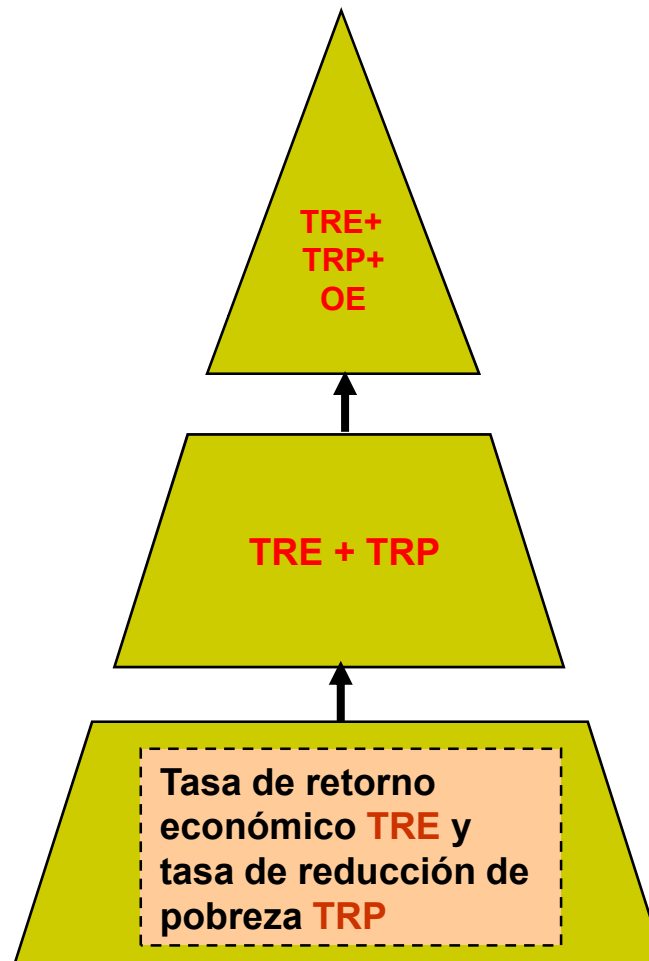 TRE+
TRP+
OE
TRE + TRP
Tasa de retorno
económico TRE y
tasa de reducción de
pobreza TRP